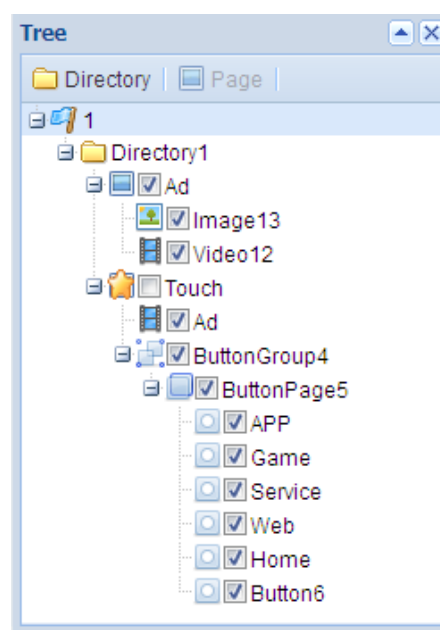 Tree
Directory Page
1
Directory1
Ad
Image13
Video12
Touch
Ad
ButtonGroup4
ButtonPage5
APP
Game
Service
Web
Home
Button6